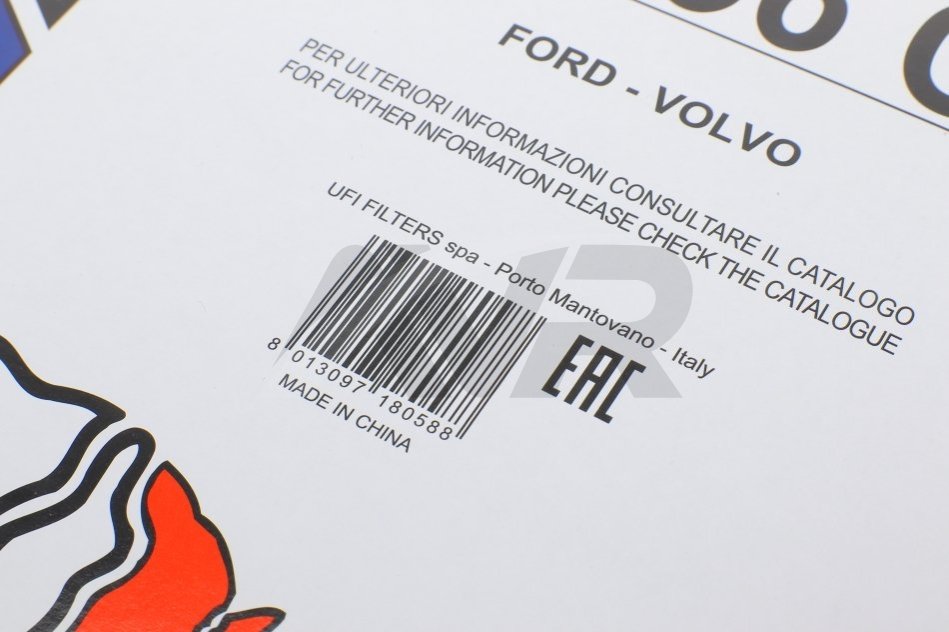 FORD - VOLVO
PER ULTERIORI INFORMAZIONI CONSULTARE IL CATALOGO
FOR FURTHER INFORMATION PLEASE CHECK THE CATALOGUE
UFI FILTERS spa - Porto Mantovano - Italy
8 013097 180588
EAC
MADE IN CHINA